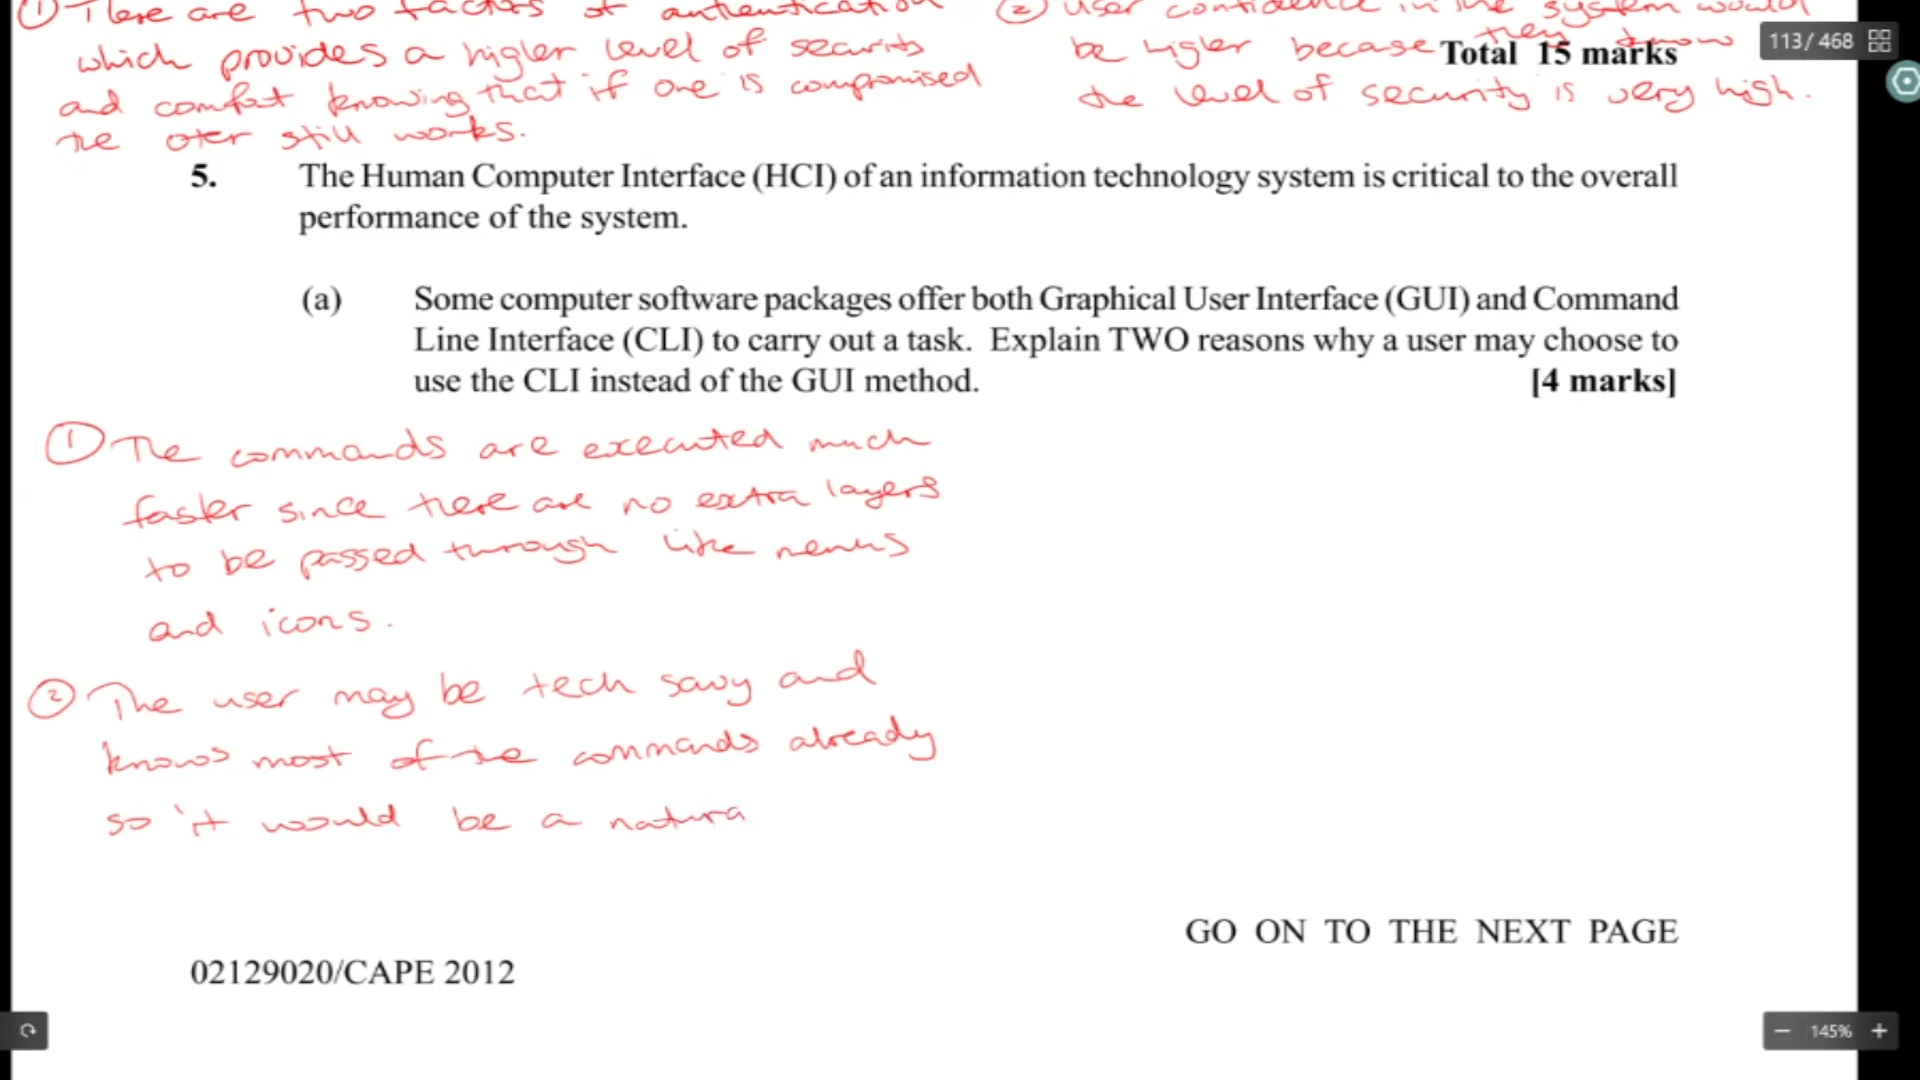 ① There are two factors of authentication
which provides a higher level of security
and comfort knowing that if one is compromised
the other still works.
② User confidence in the system would
be higher becase they know
the level of security is very high.
Total 15 marks
113 / 468
5. The Human Computer Interface (HCI) of an information technology system is critical to the overall
performance of the system.
(a) Some computer software packages offer both Graphical User Interface (GUI) and Command
Line Interface (CLI) to carry out a task. Explain TWO reasons why a user may choose to
use the CLI instead of the GUI method. [4 marks]
① The commands are executed much
faster since there are no extra layers
to be passed through like menus
and icons.
② The user may be tech savvy and
knows most of the commands already
so it would be a natura
GO ON TO THE NEXT PAGE
02129020/CAPE 2012
145%